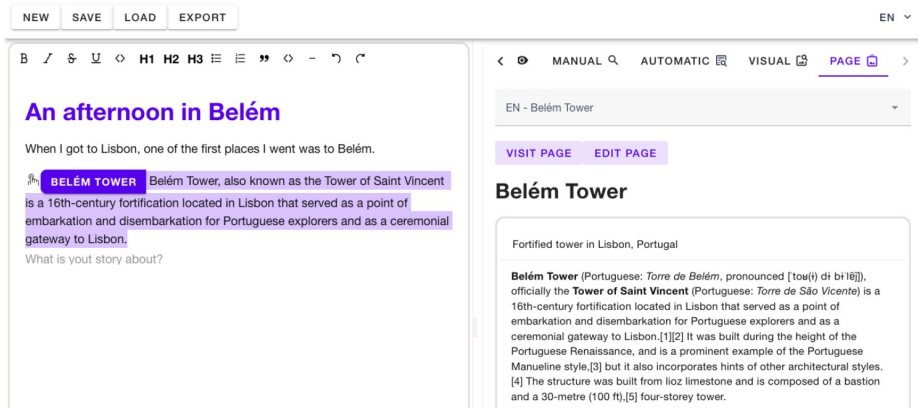 NEW SAVE LOAD EXPORT EN
B I S U <> H1 H2 H3
An afternoon in Belém
When I got to Lisbon, one of the first places I went was to Belém.
BELÉM TOWER Belém Tower, also known as the Tower of Saint Vincent
is a 16th-century fortification located in Lisbon that served as a point of
embarkation and disembarkation for Portuguese explorers and as a ceremonial
gateway to Lisbon.
What is yout story about?
MANUAL AUTOMATIC VISUAL PAGE
EN - Belém Tower
VISIT PAGE EDIT PAGE
Belém Tower
Fortified tower in Lisbon, Portugal
Belém Tower (Portuguese: Torre de Belém, pronounced [ˈtoʁ(ɨ) dɨ bɨˈlɐ̃j]),
officially the Tower of Saint Vincent (Portuguese: Torre de São Vicente) is a
16th-century fortification located in Lisbon that served as a point of
embarkation and disembarkation for Portuguese explorers and as a
ceremonial gateway to Lisbon.[1][2] It was built during the height of the
Portuguese Renaissance, and is a prominent example of the Portuguese
Manueline style,[3] but it also incorporates hints of other architectural styles.
[4] The structure was built from lioz limestone and is composed of a bastion
and a 30-metre (100 ft),[5] four-storey tower.